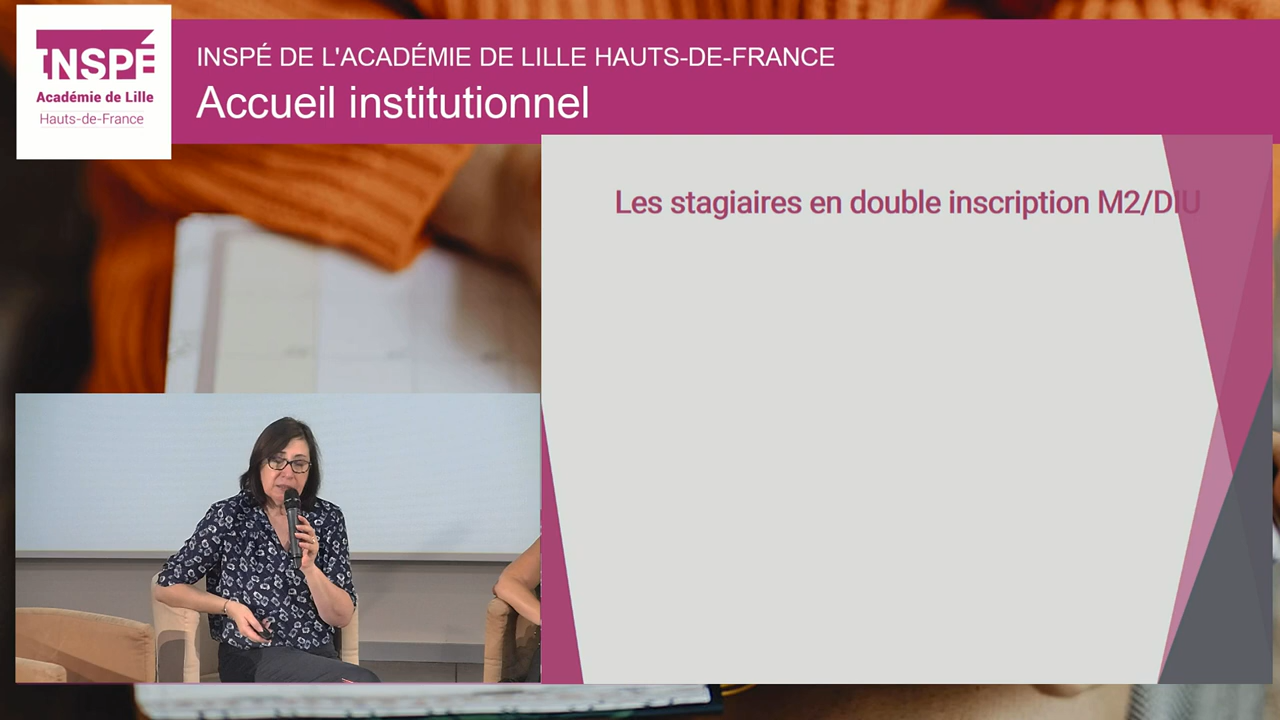 INSPÉ
Académie de Lille
Hauts-de-France
INSPÉ DE L'ACADÉMIE DE LILLE HAUTS-DE-FRANCE
Accueil institutionnel
Les stagiaires en double inscription M2/DIU